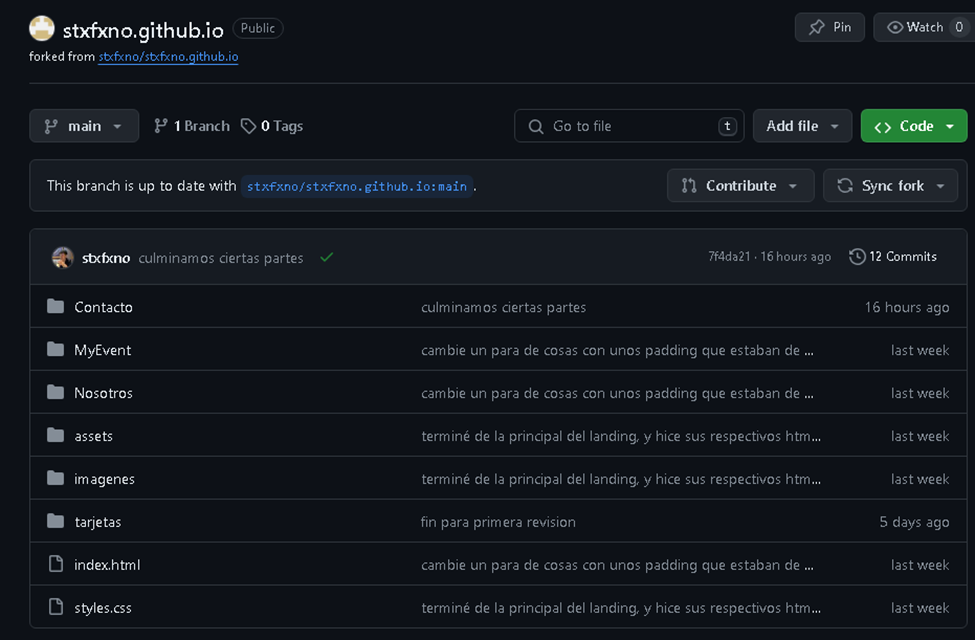 stxfxno.github.io Public Pin Watch 0
forked from stxfxno/stxfxno.github.io
main 1 Branch 0 Tags Go to file t Add file Code
This branch is up to date with stxfxno/stxfxno.github.io:main . Contribute Sync fork
stxfxno culminamos ciertas partes 7f4da21 · 16 hours ago 12 Commits
Contacto culminamos ciertas partes 16 hours ago
MyEvent cambie un para de cosas con unos padding que estaban de ... last week
Nosotros cambie un para de cosas con unos padding que estaban de ... last week
assets terminé de la principal del landing, y hice sus respectivos htm... last week
imagenes terminé de la principal del landing, y hice sus respectivos htm... last week
tarjetas fin para primera revision 5 days ago
index.html cambie un para de cosas con unos padding que estaban de ... last week
styles.css terminé de la principal del landing, y hice sus respectivos htm... last week